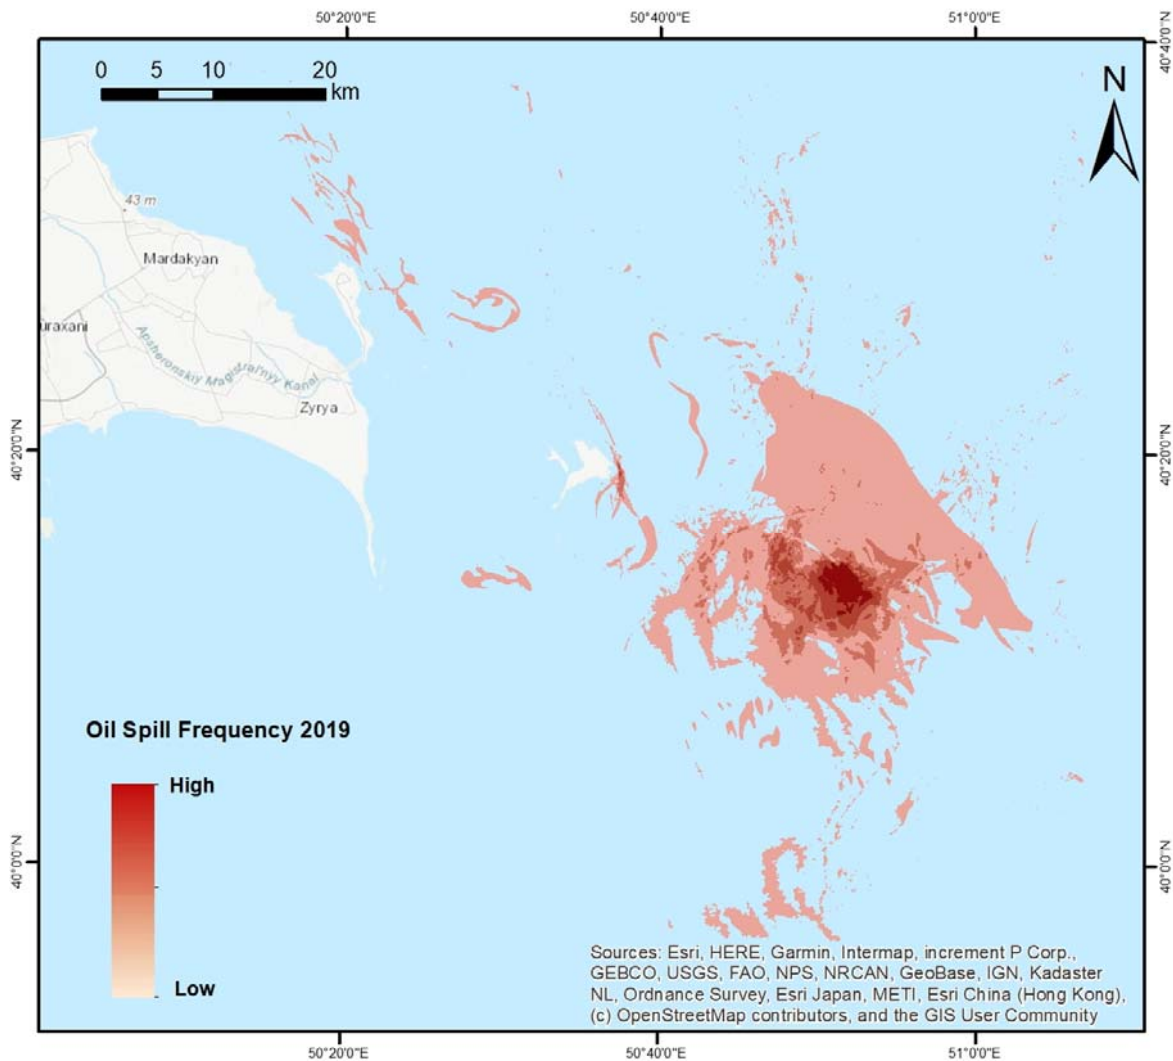 50°20'0"E
50°40'0"E
51°0'0"E
40°40'0"N
0 5 10 20
km
N
43 m
Mardakyan
uraxani
Apsheronskiy Magistral'nyy Kanal
Zyrya
40°20'0"N
40°20'0"N
Oil Spill Frequency 2019
High
Low
40°0'0"N
40°0'0"N
Sources: Esri, HERE, Garmin, Intermap, increment P Corp.,
GEBCO, USGS, FAO, NPS, NRCAN, GeoBase, IGN, Kadaster
NL, Ordnance Survey, Esri Japan, METI, Esri China (Hong Kong),
(c) OpenStreetMap contributors, and the GIS User Community
50°20'0"E
50°40'0"E
51°0'0"E